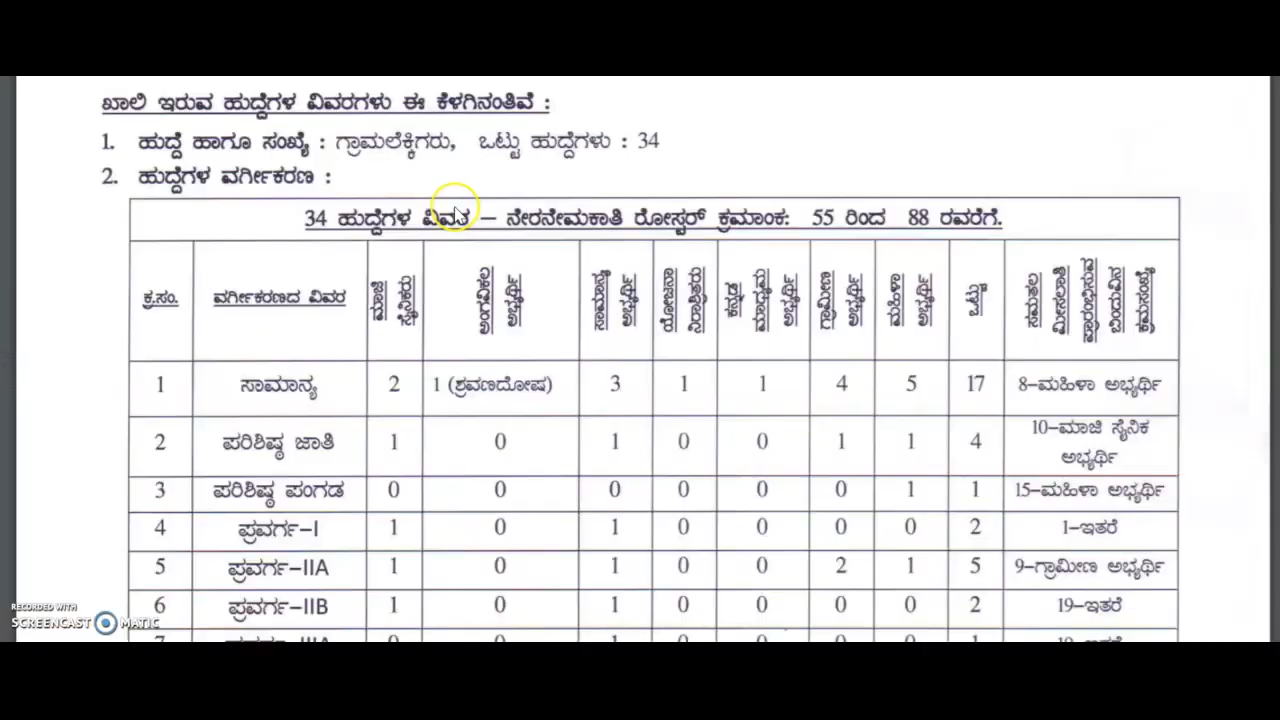 ಖಾಲಿ ಇರುವ ಹುದ್ದೆಗಳ ವಿವರಗಳು ಈ ಕೆಳಗಿನಂತಿವೆ :
1. ಹುದ್ದೆ ಹಾಗೂ ಸಂಖ್ಯೆ : ಗ್ರಾಮಲೆಕ್ಕಿಗರು, ಒಟ್ಟು ಹುದ್ದೆಗಳು : 34
2. ಹುದ್ದೆಗಳ ವರ್ಗೀಕರಣ :
34 ಹುದ್ದೆಗಳ ವಿವರ – ನೇರನೇಮಕಾತಿ ರೋಸ್ಟರ್ ಕ್ರಮಾಂಕ: 55 ರಿಂದ 88 ರವರೆಗೆ.
ಕ್ರ.ಸಂ. ವರ್ಗೀಕರಣದ ವಿವರ ಮಾಜಿ ಸೈನಿಕರು ಅಂಗವಿಕಲ ಅಭ್ಯರ್ಥಿ ಸಾಮಾನ್ಯ ಅಭ್ಯರ್ಥಿ ಯೋಜನಾ ನಿರಾಶ್ರಿತರು ಕನ್ನಡ ಮಾಧ್ಯಮ ಅಭ್ಯರ್ಥಿ ಗ್ರಾಮೀಣ ಅಭ್ಯರ್ಥಿ ಮಹಿಳಾ ಅಭ್ಯರ್ಥಿ ಒಟ್ಟು ಸಮತಲ ಮೀಸಲಾತಿ ಪ್ರಾರಂಭಿಸುವ ಬಿಂದುವಿನ ಕ್ರಮಸಂಖ್ಯೆ
1 ಸಾಮಾನ್ಯ 2 1 (ಶ್ರವಣದೋಷ) 3 1 1 4 5 17 8–ಮಹಿಳಾ ಅಭ್ಯರ್ಥಿ
2 ಪರಿಶಿಷ್ಠ ಜಾತಿ 1 0 1 0 0 1 1 4 10–ಮಾಜಿ ಸೈನಿಕ ಅಭ್ಯರ್ಥಿ
3 ಪರಿಶಿಷ್ಠ ಪಂಗಡ 0 0 0 0 0 0 1 1 15–ಮಹಿಳಾ ಅಭ್ಯರ್ಥಿ
4 ಪ್ರವರ್ಗ–I 1 0 1 0 0 0 0 2 1–ಇತರೆ
5 ಪ್ರವರ್ಗ–IIA 1 0 1 0 0 2 1 5 9–ಗ್ರಾಮೀಣ ಅಭ್ಯರ್ಥಿ
6 ಪ್ರವರ್ಗ–IIB 1 0 1 0 0 0 0 2 19–ಇತರೆ
RECORDED WITH
SCREENCAST MATIC